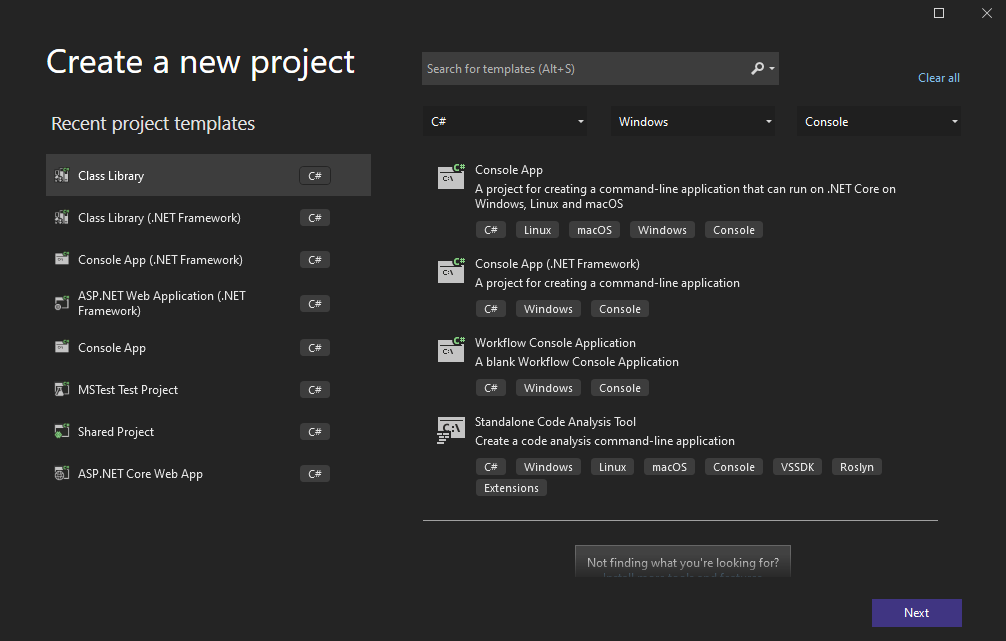 Create a new project
Search for templates (Alt+S)
Clear all
Recent project templates
C#
Windows
Console
Class Library
C#
Class Library (.NET Framework)
C#
Console App (.NET Framework)
C#
ASP.NET Web Application (.NET
Framework)
C#
Console App
C#
MSTest Test Project
C#
Shared Project
C#
ASP.NET Core Web App
C#
Console App
A project for creating a command-line application that can run on .NET Core on
Windows, Linux and macOS
C# Linux macOS Windows Console
Console App (.NET Framework)
A project for creating a command-line application
C# Windows Console
Workflow Console Application
A blank Workflow Console Application
C# Windows Console
Standalone Code Analysis Tool
Create a code analysis command-line application
C# Windows Linux macOS Console VSSDK Roslyn
Extensions
Not finding what you're looking for?
Install more tools and features
Next